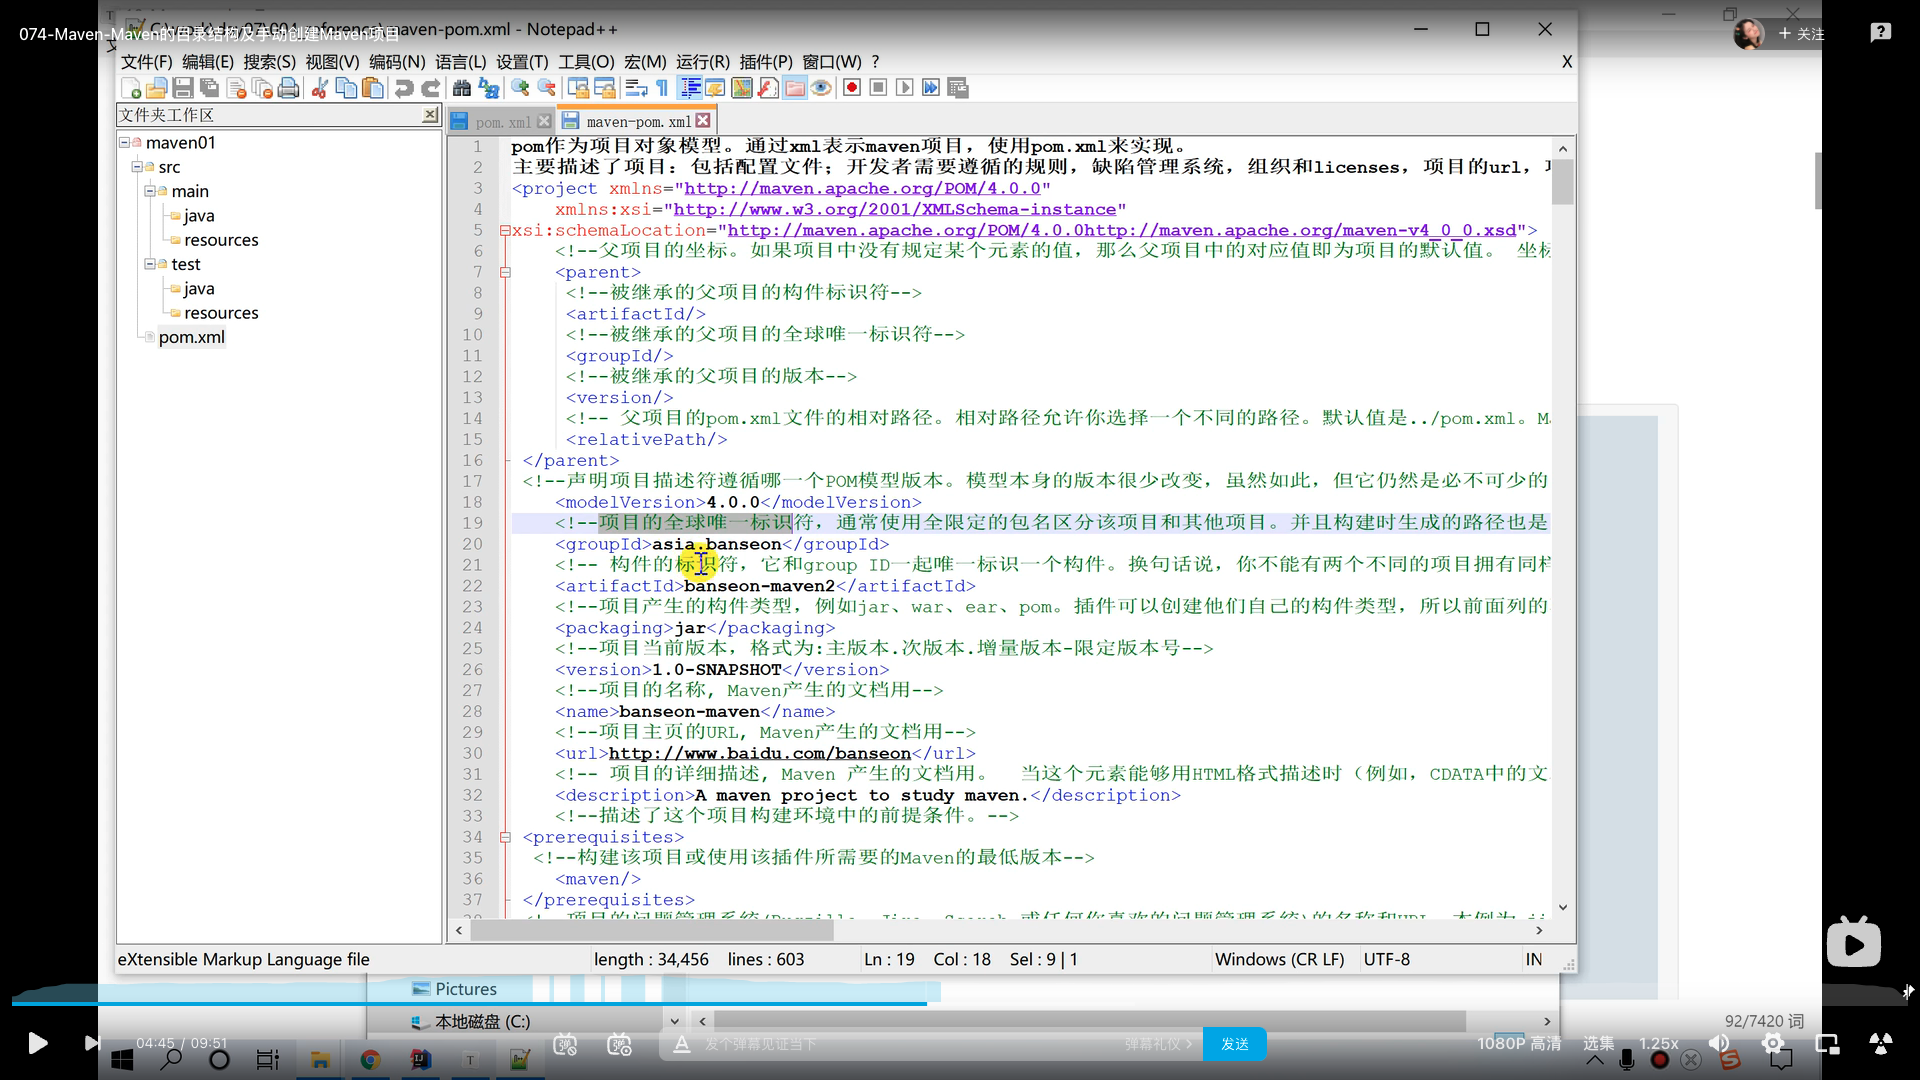 074-Maven-Maven的目录结构及手动创建Maven项目
maven-pom.xml - Notepad++
+ 关注
文件(F) 编辑(E) 搜索(S) 视图(V) 编码(N) 语言(L) 设置(T) 工具(O) 宏(M) 运行(R) 插件(P) 窗口(W) ? X
文件夹工作区
pom.xml maven-pom.xml
maven01
src
main
java
resources
test
java
resources
pom.xml
1 pom作为项目对象模型。通过xml表示maven项目，使用pom.xml来实现。
2 主要描述了项目：包括配置文件；开发者需要遵循的规则，缺陷管理系统，组织和licenses，项目的url，
3 <project xmlns="http://maven.apache.org/POM/4.0.0"
4 xmlns:xsi="http://www.w3.org/2001/XMLSchema-instance"
5 xsi:schemaLocation="http://maven.apache.org/POM/4.0.0http://maven.apache.org/maven-v4_0_0.xsd">
6 <!--父项目的坐标。如果项目中没有规定某个元素的值，那么父项目中的对应值即为项目的默认值。 坐标
7 <parent>
8 <!--被继承的父项目的构件标识符-->
9 <artifactId/>
10 <!--被继承的父项目的全球唯一标识符-->
11 <groupId/>
12 <!--被继承的父项目的版本-->
13 <version/>
14 <!-- 父项目的pom.xml文件的相对路径。相对路径允许你选择一个不同的路径。默认值是../pom.xml。M
15 <relativePath/>
16 </parent>
17 <!--声明项目描述符遵循哪一个POM模型版本。模型本身的版本很少改变，虽然如此，但它仍然是必不可少的
18 <modelVersion>4.0.0</modelVersion>
19 <!--项目的全球唯一标识符，通常使用全限定的包名区分该项目和其他项目。并且构建时生成的路径也是
20 <groupId>asia.banseon</groupId>
21 <!-- 构件的标识符，它和group ID一起唯一标识一个构件。换句话说，你不能有两个不同的项目拥有同样
22 <artifactId>banseon-maven2</artifactId>
23 <!--项目产生的构件类型，例如jar、war、ear、pom。插件可以创建他们自己的构件类型，所以前面列的
24 <packaging>jar</packaging>
25 <!--项目当前版本，格式为:主版本.次版本.增量版本-限定版本号-->
26 <version>1.0-SNAPSHOT</version>
27 <!--项目的名称, Maven产生的文档用-->
28 <name>banseon-maven</name>
29 <!--项目主页的URL, Maven产生的文档用-->
30 <url>http://www.baidu.com/banseon</url>
31 <!-- 项目的详细描述, Maven 产生的文档用。 当这个元素能够用HTML格式描述时（例如，CDATA中的文
32 <description>A maven project to study maven.</description>
33 <!--描述了这个项目构建环境中的前提条件。-->
34 <prerequisites>
35 <!--构建该项目或使用该插件所需要的Maven的最低版本-->
36 <maven/>
37 </prerequisites>
eXtensible Markup Language file length : 34,456 lines : 603 Ln : 19 Col : 18 Sel : 9 | 1 Windows (CR LF) UTF-8 IN
Pictures
本地磁盘 (C:)
92/7420 词
04:45 / 09:51 发个弹幕见证当下 弹幕礼仪 > 发送 1080P 高清 选集 1.25x